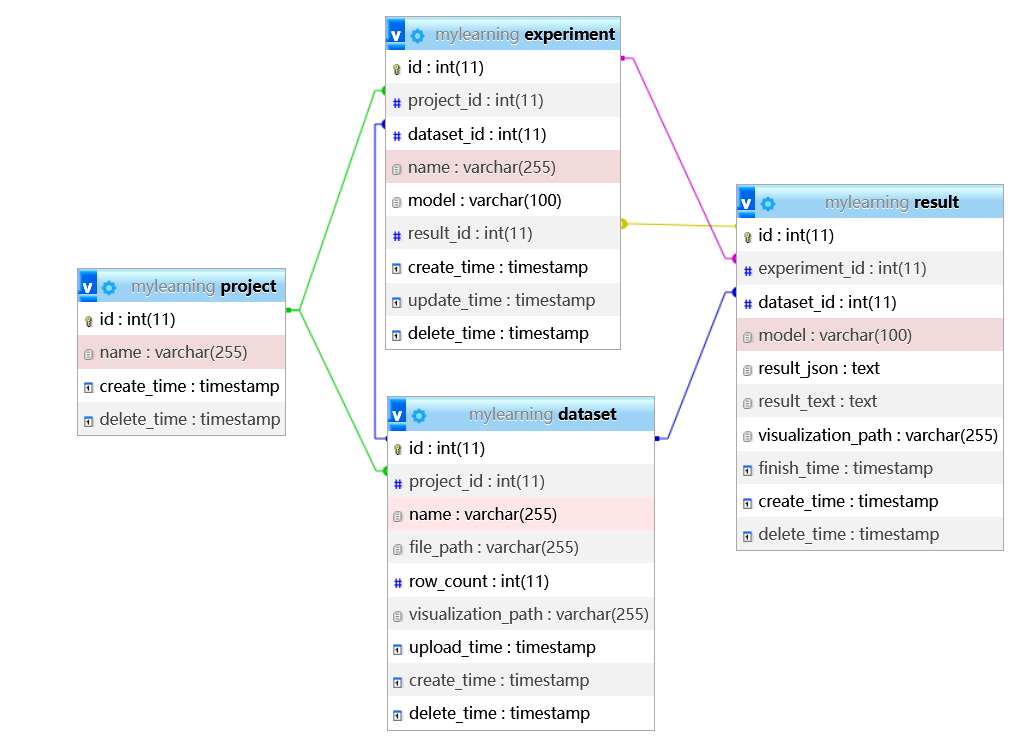 v mylearning experiment
id : int(11)
# project_id : int(11)
# dataset_id : int(11)
name : varchar(255)
model : varchar(100)
# result_id : int(11)
create_time : timestamp
update_time : timestamp
delete_time : timestamp
v mylearning project
id : int(11)
name : varchar(255)
create_time : timestamp
delete_time : timestamp
v mylearning dataset
id : int(11)
# project_id : int(11)
name : varchar(255)
file_path : varchar(255)
# row_count : int(11)
visualization_path : varchar(255)
upload_time : timestamp
create_time : timestamp
delete_time : timestamp
v mylearning result
id : int(11)
# experiment_id : int(11)
# dataset_id : int(11)
model : varchar(100)
result_json : text
result_text : text
visualization_path : varchar(255)
finish_time : timestamp
create_time : timestamp
delete_time : timestamp